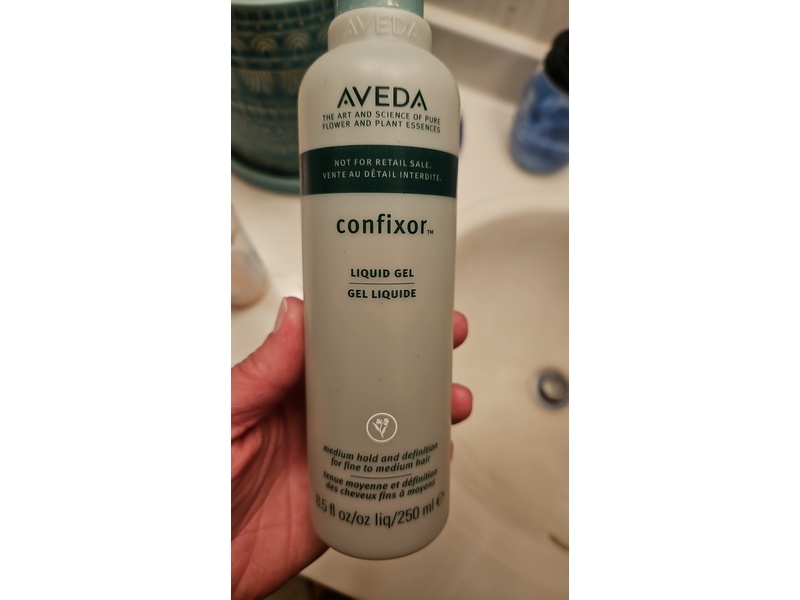 AVEDA
AVEDA
THE ART AND SCIENCE OF PURE
FLOWER AND PLANT ESSENCES
NOT FOR RETAIL SALE.
VENTE AU DÉTAIL INTERDITE.
confixor™
LIQUID GEL
GEL LIQUIDE
medium hold and definition
for fine to medium hair
tenue moyenne et définition
des cheveux fins à moyens
8.5 fl oz/oz liq/250 ml ℮